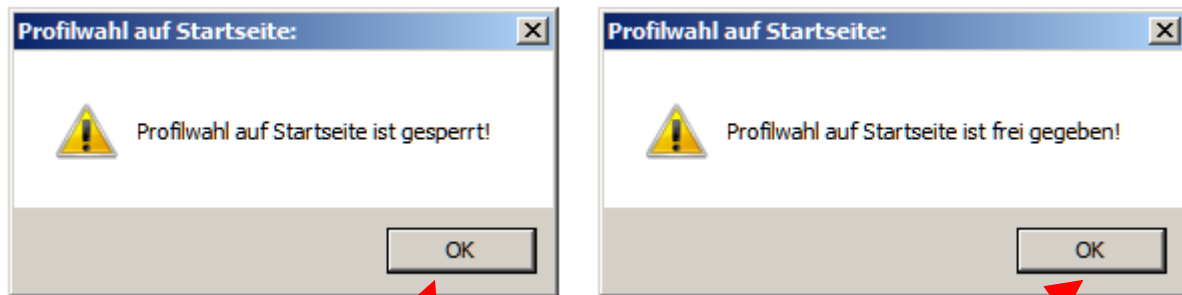 Profilwahl auf Startseite:
Profilwahl auf Startseite ist gesperrt!
OK
Profilwahl auf Startseite:
Profilwahl auf Startseite ist frei gegeben!
OK